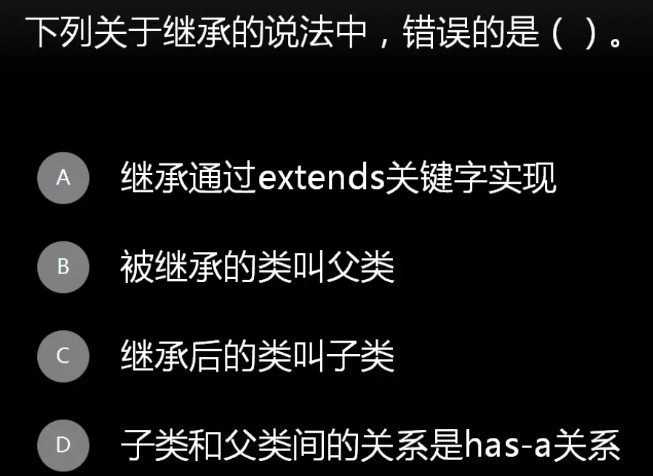 下列关于继承的说法中，错误的是（ ）。
A 继承通过extends关键字实现
B 被继承的类叫父类
C 继承后的类叫子类
D 子类和父类间的关系是has-a关系